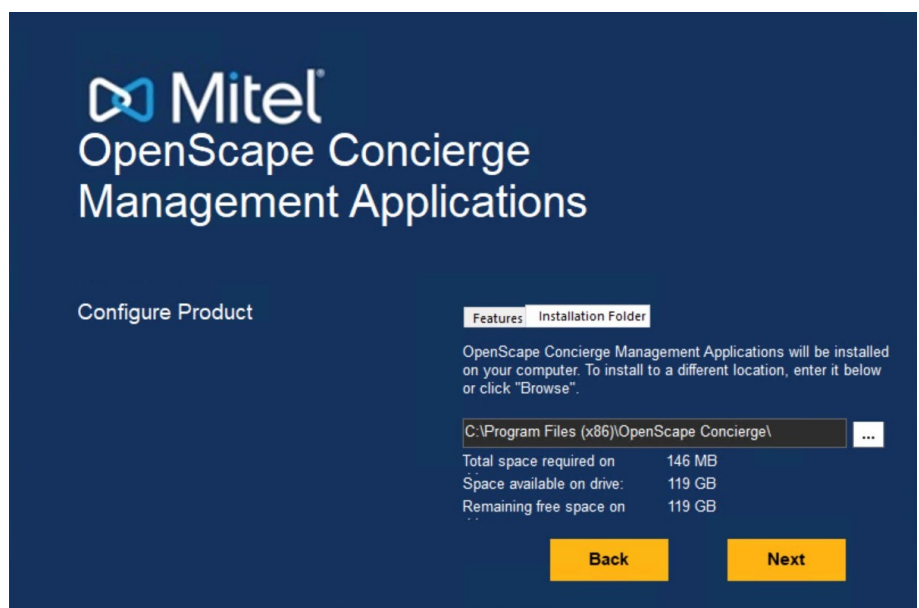 Mitel®
OpenScape Concierge
Management Applications
Configure Product
Features Installation Folder
OpenScape Concierge Management Applications will be installed
on your computer. To install to a different location, enter it below
or click "Browse".
C:\Program Files (x86)\OpenScape Concierge\ ...
Total space required on 146 MB
Space available on drive: 119 GB
Remaining free space on 119 GB
Back Next